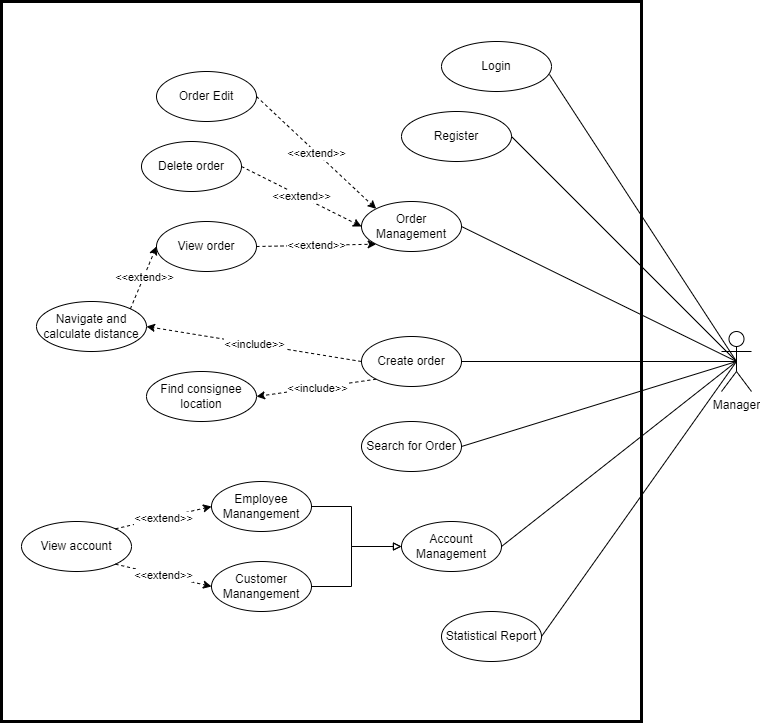 Login
Order Edit
Register
<<extend>>
Delete order
<<extend>>
Order
Management
View order
<<extend>>
<<extend>>
Navigate and
calculate distance
<<include>>
Create order
<<include>>
Find consignee
location
Manager
Search for Order
Employee
Manangement
<<extend>>
View account
Account
Management
<<extend>>
Customer
Manangement
Statistical Report